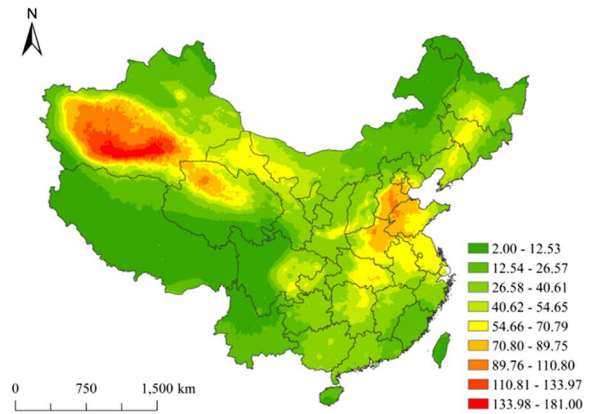 N
2.00 - 12.53
12.54 - 26.57
26.58 - 40.61
40.62 - 54.65
54.66 - 70.79
70.80 - 89.75
89.76 - 110.80
110.81 - 133.97
133.98 - 181.00
0 750 1,500 km